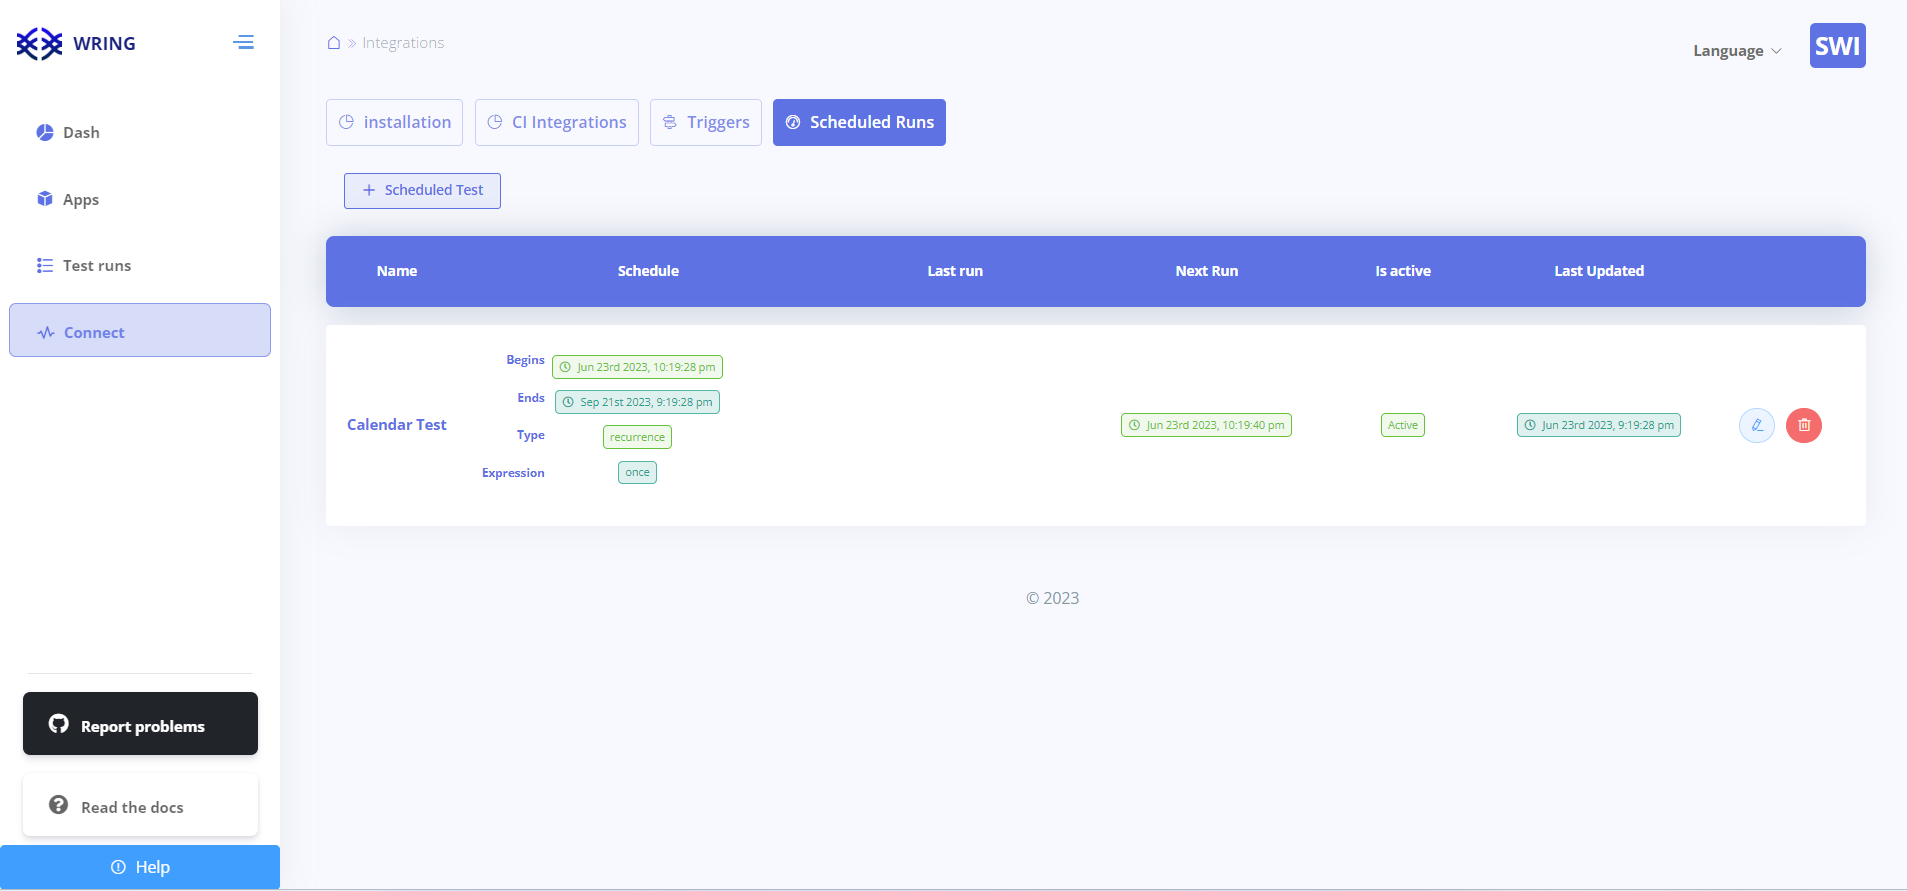 WRING
Integrations
Language
SWI
Dash
Apps
Test runs
Connect
installation
CI Integrations
Triggers
Scheduled Runs
Scheduled Test
Name Schedule Last run Next Run Is active Last Updated
Calendar Test
Begins Jun 23rd 2023, 10:19:28 pm
Ends Sep 21st 2023, 9:19:28 pm
Type recurrence
Expression once
Jun 23rd 2023, 10:19:40 pm
Active
Jun 23rd 2023, 9:19:28 pm
© 2023
Report problems
Read the docs
Help